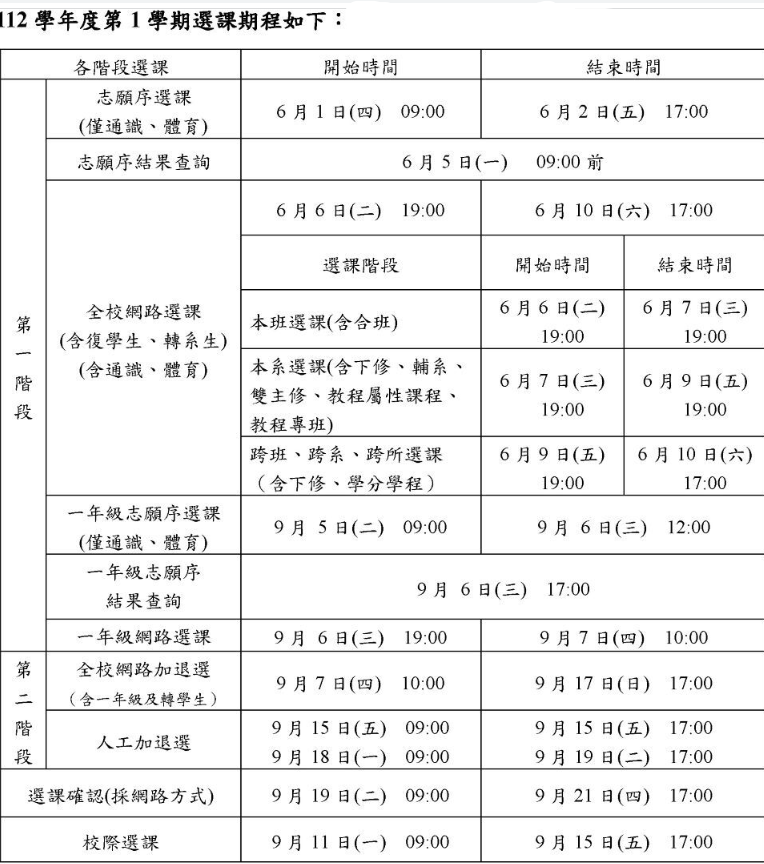 112 學年度第 1 學期選課期程如下：
各階段選課 開始時間 結束時間
第一階段
志願序選課
(僅通識、體育)
6 月 1 日(四) 09:00 6 月 2 日(五) 17:00
志願序結果查詢 6 月 5 日(一) 09:00 前
全校網路選課
(含復學生、轉系生)
(含通識、體育)
6 月 6 日(二) 19:00 6 月 10 日(六) 17:00
選課階段 開始時間 結束時間
本班選課(含合班)
6 月 6 日(二)
19:00
6 月 7 日(三)
19:00
本系選課(含下修、輔系、
雙主修、教程屬性課程、
教程專班)
6 月 7 日(三)
19:00
6 月 9 日(五)
19:00
跨班、跨系、跨所選課
（含下修、學分學程）
6 月 9 日(五)
19:00
6 月 10 日(六)
17:00
一年級志願序選課
(僅通識、體育)
9 月 5 日(二) 09:00 9 月 6 日(三) 12:00
一年級志願序
結果查詢
9 月 6 日(三) 17:00
一年級網路選課 9 月 6 日(三) 19:00 9 月 7 日(四) 10:00
第二階段
全校網路加退選
（含一年級及轉學生）
9 月 7 日(四) 10:00 9 月 17 日(日) 17:00
人工加退選
9 月 15 日(五) 09:00 9 月 15 日(五) 17:00
9 月 18 日(一) 09:00 9 月 19 日(二) 17:00
選課確認(採網路方式) 9 月 19 日(二) 09:00 9 月 21 日(四) 17:00
校際選課 9 月 11 日(一) 09:00 9 月 15 日(五) 17:00